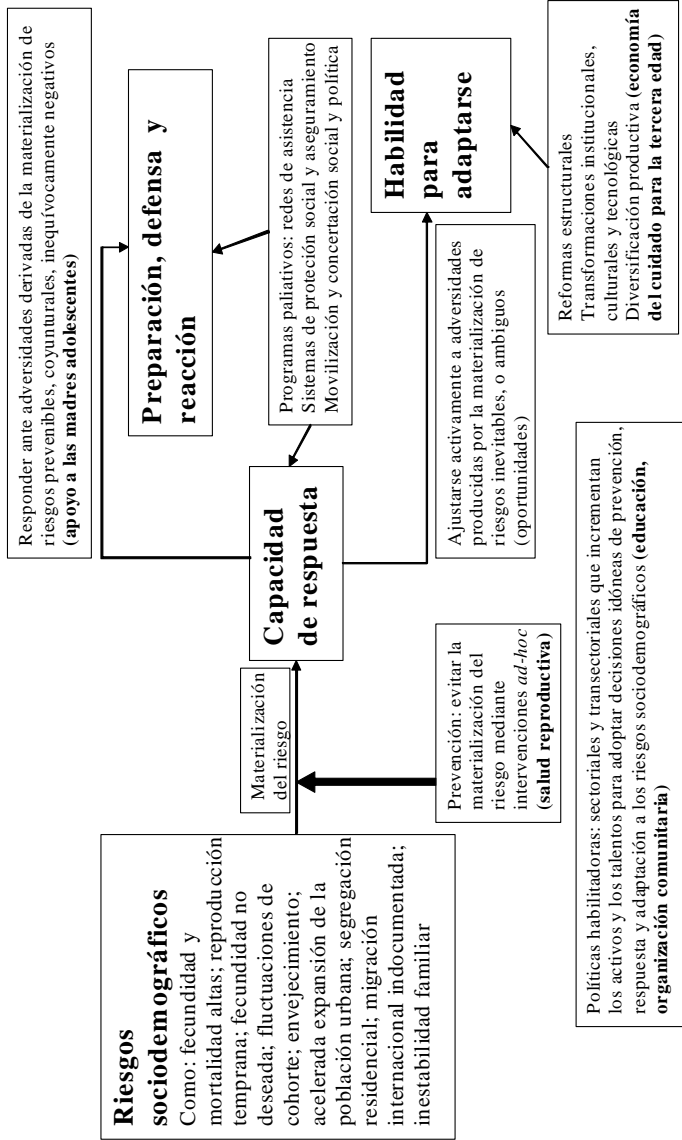 Riesgos
sociodemográficos
Como: fecundidad y
mortalidad altas; reproducción
temprana; fecundidad no
deseada; fluctuaciones de
cohorte; envejecimiento;
acelerada expansión de la
población urbana; segregación
residencial; migración
internacional indocumentada;
inestabilidad familiar
Materialización
del riesgo
Prevención: evitar la
materialización del
riesgo mediante
intervenciones ad-hoc
(salud reproductiva)
Capacidad
de respuesta
Responder ante adversidades derivadas de la materialización de
riesgos prevenibles, coyunturales, inequívocamente negativos
(apoyo a las madres adolescentes)
Preparación, defensa y
reacción
Programas paliativos: redes de asistencia
Sistemas de proteción social y aseguramiento
Movilización y concertación social y política
Ajustarse activamente a adversidades
producidas por la materialización de
riesgos inevitables, o ambiguos
(oportunidades)
Habilidad
para
adaptarse
Reformas estructurales
Transformaciones institucionales,
culturales y tecnológicas
Diversificación productiva (economía
del cuidado para la tercera edad)
Políticas habilitadoras: sectoriales y transectoriales que incrementan
los activos y los talentos para adoptar decisiones idóneas de prevención,
respuesta y adaptación a los riesgos sociodemográficos (educación,
organización comunitaria)